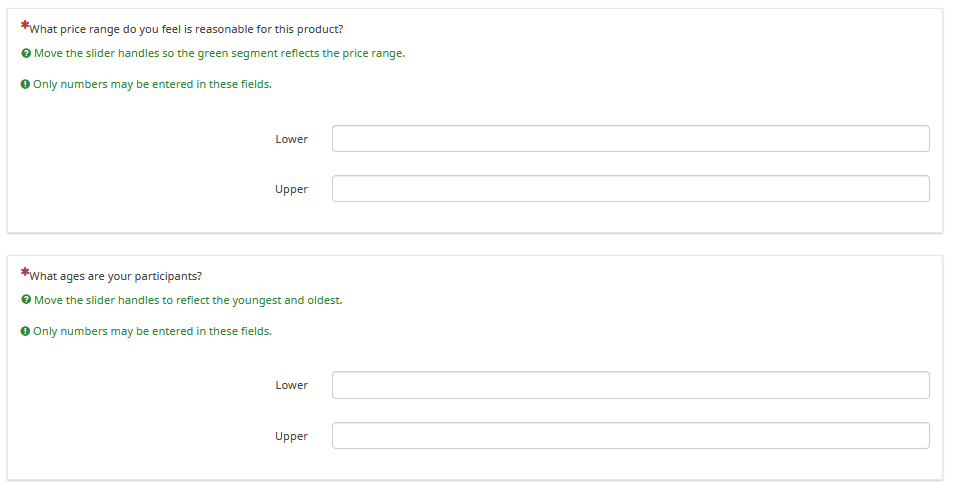 *What price range do you feel is reasonable for this product?
Move the slider handles so the green segment reflects the price range.
Only numbers may be entered in these fields.
Lower
Upper
*What ages are your participants?
Move the slider handles to reflect the youngest and oldest.
Only numbers may be entered in these fields.
Lower
Upper